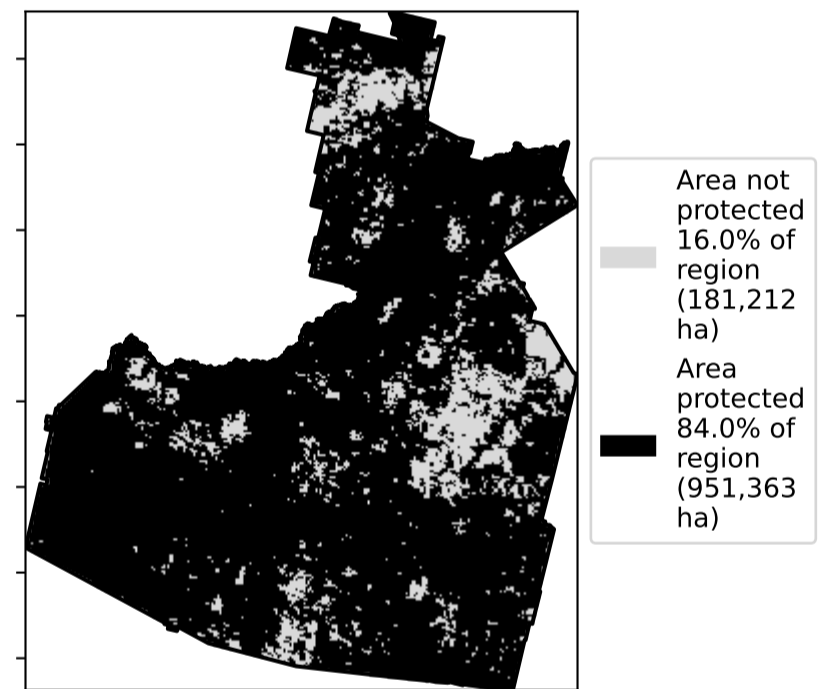 Area not
protected
16.0% of
region
(181,212
ha)
Area
protected
84.0% of
region
(951,363
ha)